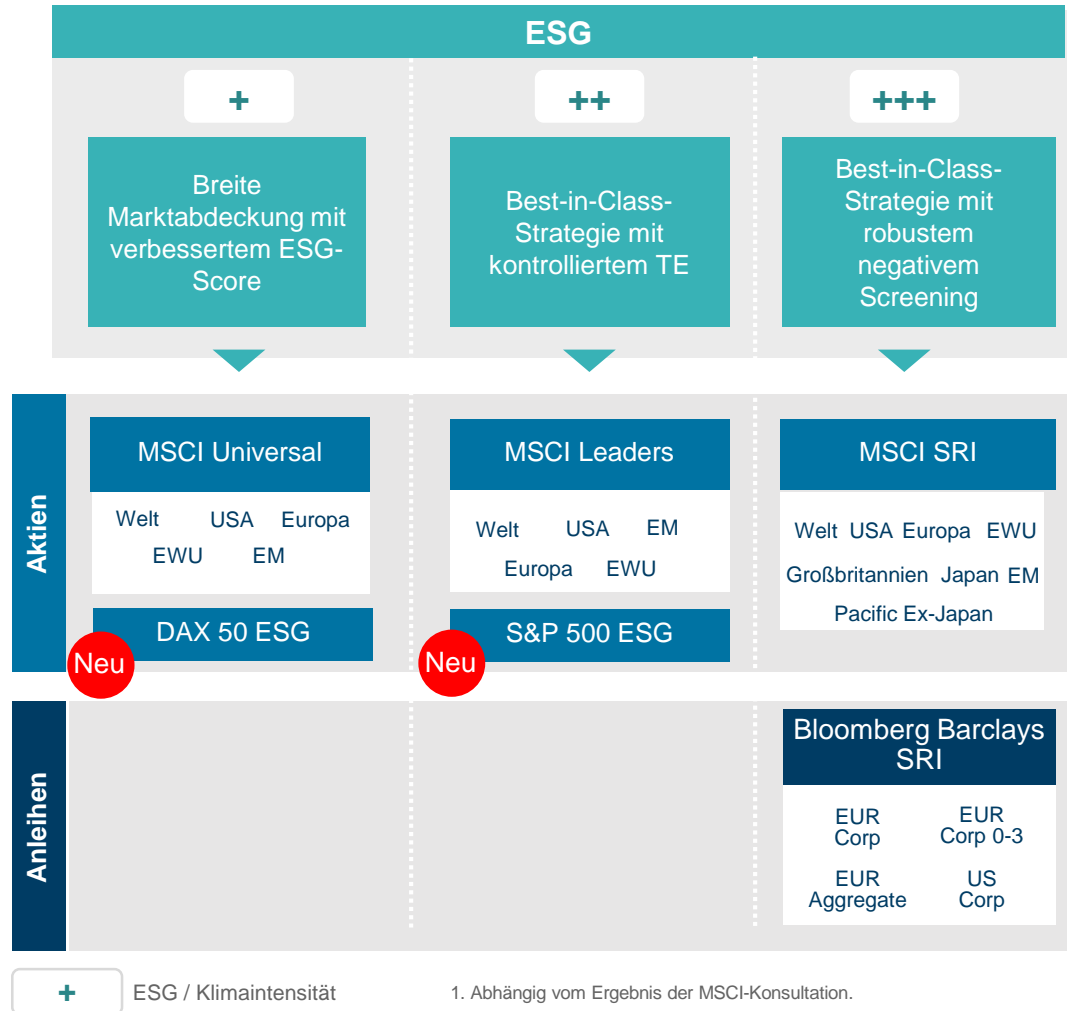 ESG
+
++
+++
Breite
Marktabdeckung mit
verbessertem ESG-
Score
Best-in-Class-
Strategie mit
kontrolliertem TE
Best-in-Class-
Strategie mit
robustem
negativem
Screening
Aktien
MSCI Universal
Welt USA Europa
EWU EM
DAX 50 ESG
Neu
MSCI Leaders
Welt USA EM
Europa EWU
S&P 500 ESG
Neu
MSCI SRI
Welt USA Europa EWU
Großbritannien Japan EM
Pacific Ex-Japan
Anleihen
Bloomberg Barclays
SRI
EUR
Corp
EUR
Corp 0-3
EUR
Aggregate
US
Corp
+
ESG / Klimaintensität
1. Abhängig vom Ergebnis der MSCI-Konsultation.